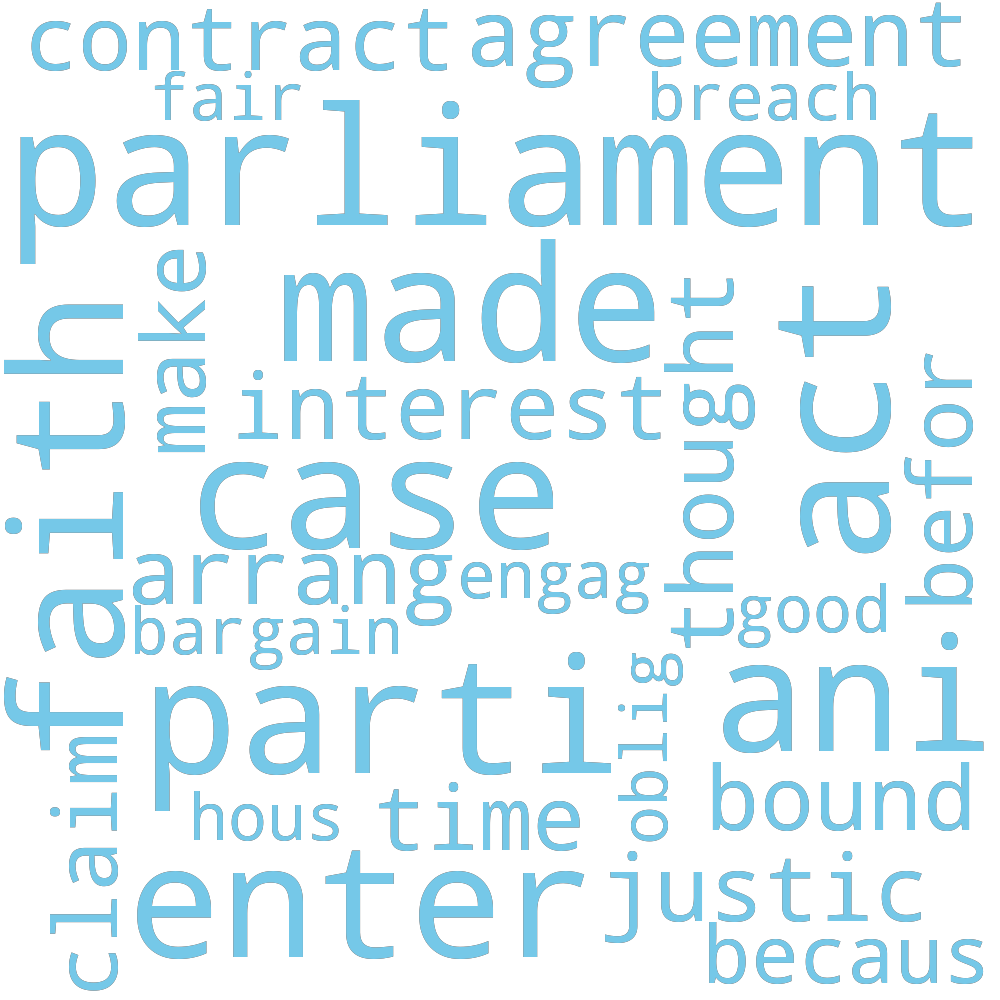 contract agreement
fair breach
parliament
made
make
thought
act
faith
interest
befor
case
arrang engag
good
bargain
parti ani
oblig
claim
bound
hous time
enter justic
becaus